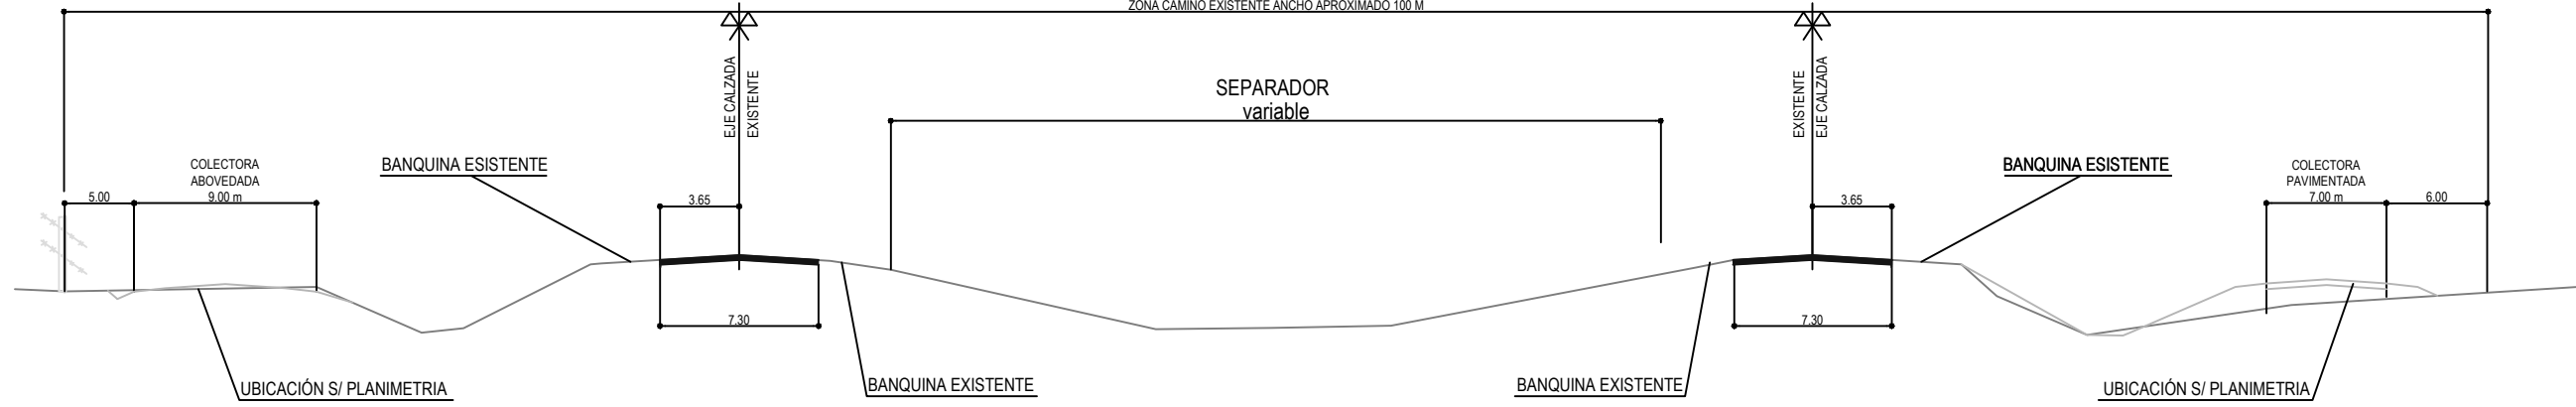 ZONA CAMINO EXISTENTE ANCHO APROXIMADO 100 M
EJE CALZADA
EXISTENTE
EXISTENTE
EJE CALZADA
SEPARADOR
variable
COLECTORA
ABOVEDADA
9.00 m
5.00
BANQUINA ESISTENTE
3.65
3.65
BANQUINA ESISTENTE
COLECTORA
PAVIMENTADA
7.00 m
6.00
7.30
7.30
UBICACIÓN S/ PLANIMETRIA
BANQUINA EXISTENTE
BANQUINA EXISTENTE
UBICACIÓN S/ PLANIMETRIA